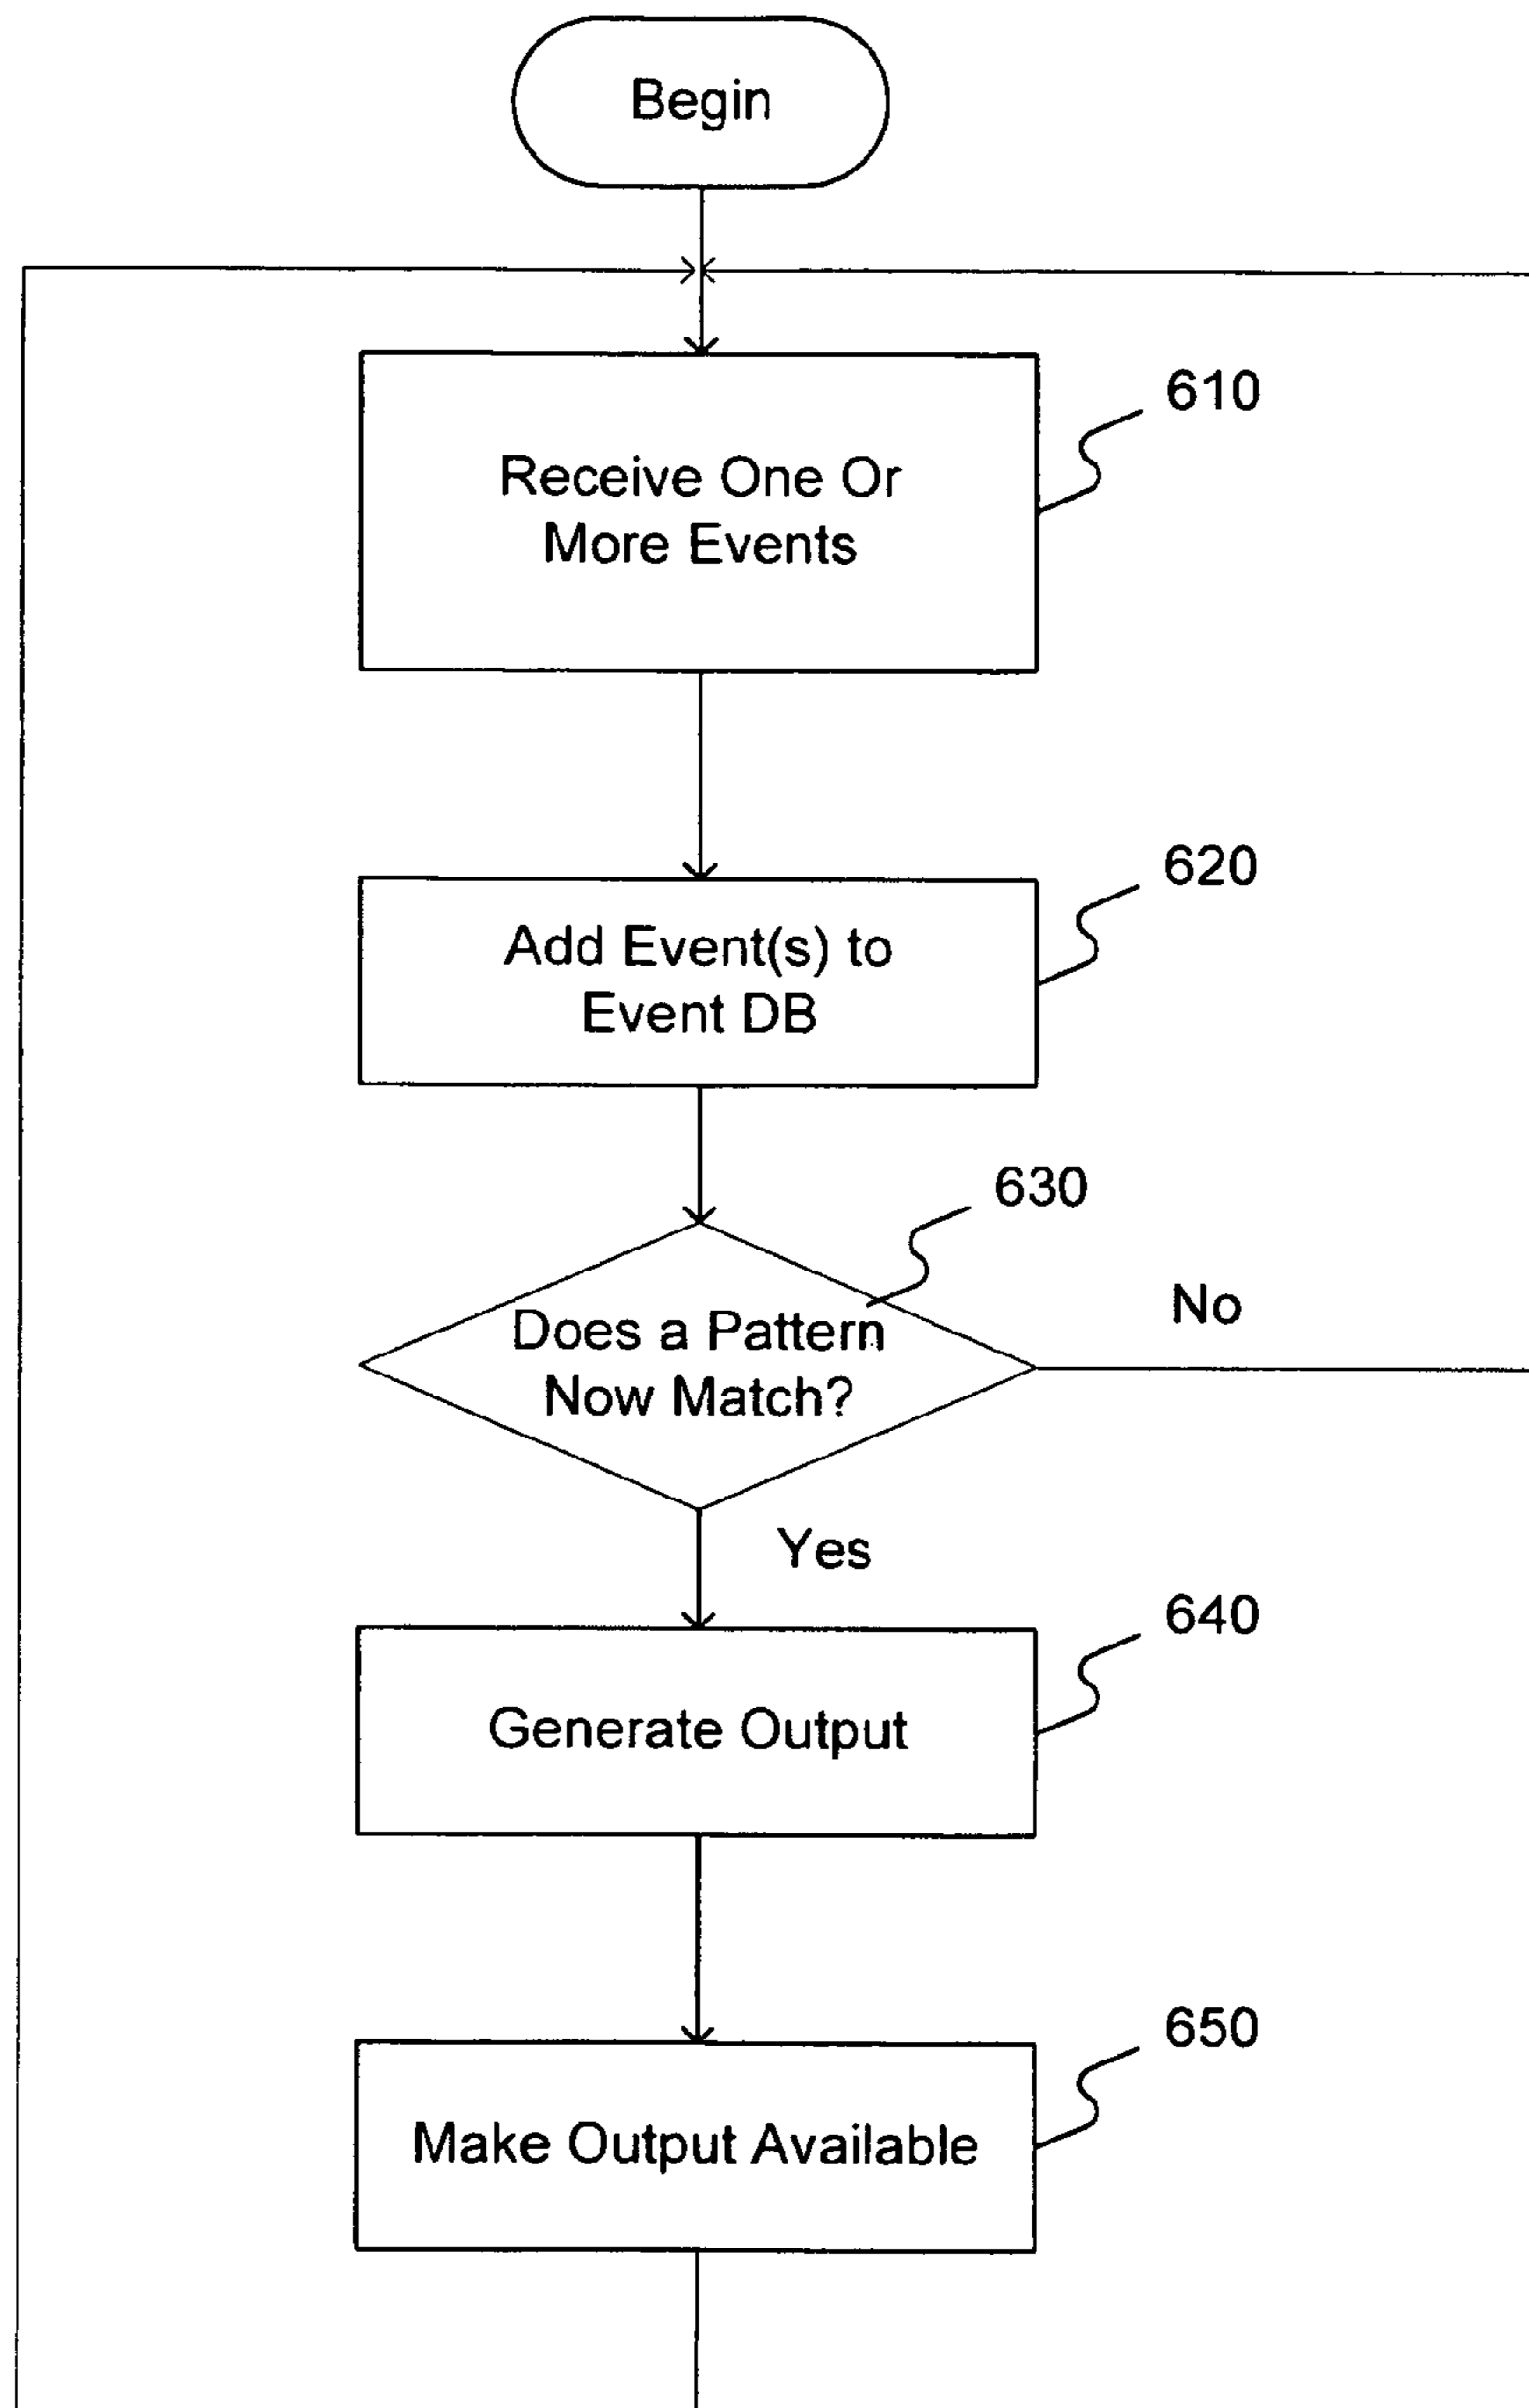 Begin
610
Receive One Or
More Events
620
Add Event(s) to
Event DB
630
Does a Pattern
Now Match?
No
Yes
640
Generate Output
650
Make Output Available